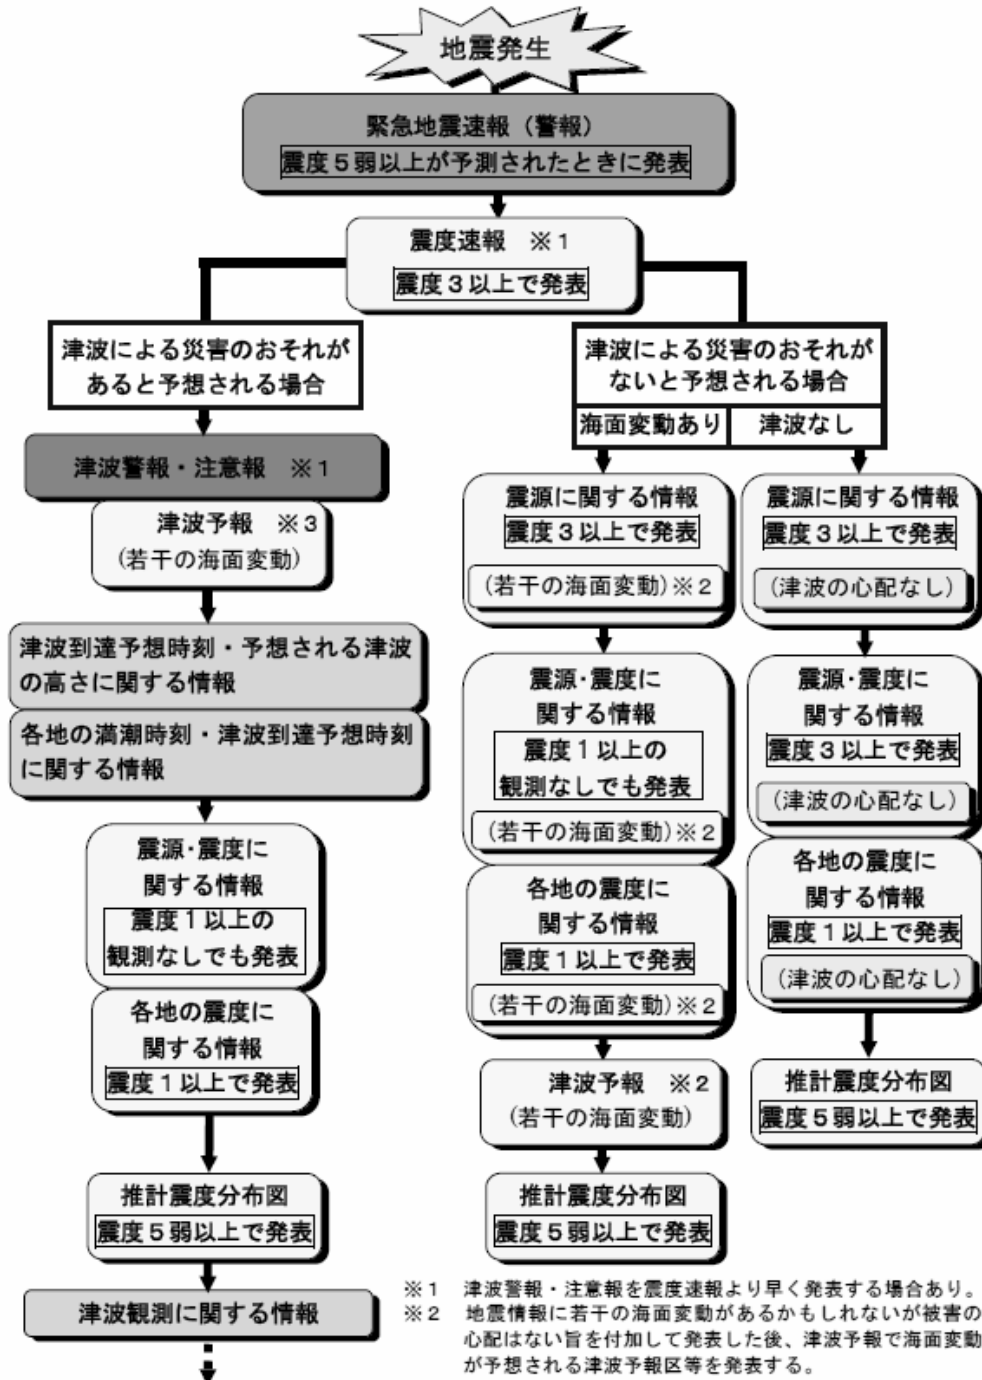 地震発生
緊急地震速報（警報）
震度５弱以上が予測されたときに発表
震度速報　※１
震度３以上で発表
津波による災害のおそれが
あると予想される場合
津波警報・注意報　※１
津波予報　※３
(若干の海面変動)
津波到達予想時刻・予想される津波
の高さに関する情報
各地の満潮時刻・津波到達予想時刻
に関する情報
震源・震度に
関する情報
震度１以上の
観測なしでも発表
各地の震度に
関する情報
震度１以上で発表
推計震度分布図
震度５弱以上で発表
津波観測に関する情報
津波による災害のおそれが
ないと予想される場合
海面変動あり
震源に関する情報
震度３以上で発表
(若干の海面変動)※２
震源・震度に
関する情報
震度１以上の
観測なしでも発表
(若干の海面変動)※２
各地の震度に
関する情報
震度１以上で発表
(若干の海面変動)※２
津波予報　※２
(若干の海面変動)
推計震度分布図
震度５弱以上で発表
津波なし
震源に関する情報
震度３以上で発表
(津波の心配なし)
震源・震度に
関する情報
震度３以上で発表
(津波の心配なし)
各地の震度に
関する情報
震度１以上で発表
(津波の心配なし)
推計震度分布図
震度５弱以上で発表
※１　津波警報・注意報を震度速報より早く発表する場合あり。
※２　地震情報に若干の海面変動があるかもしれないが被害の
心配はない旨を付加して発表した後、津波予報で海面変動
が予想される津波予報区等を発表する。